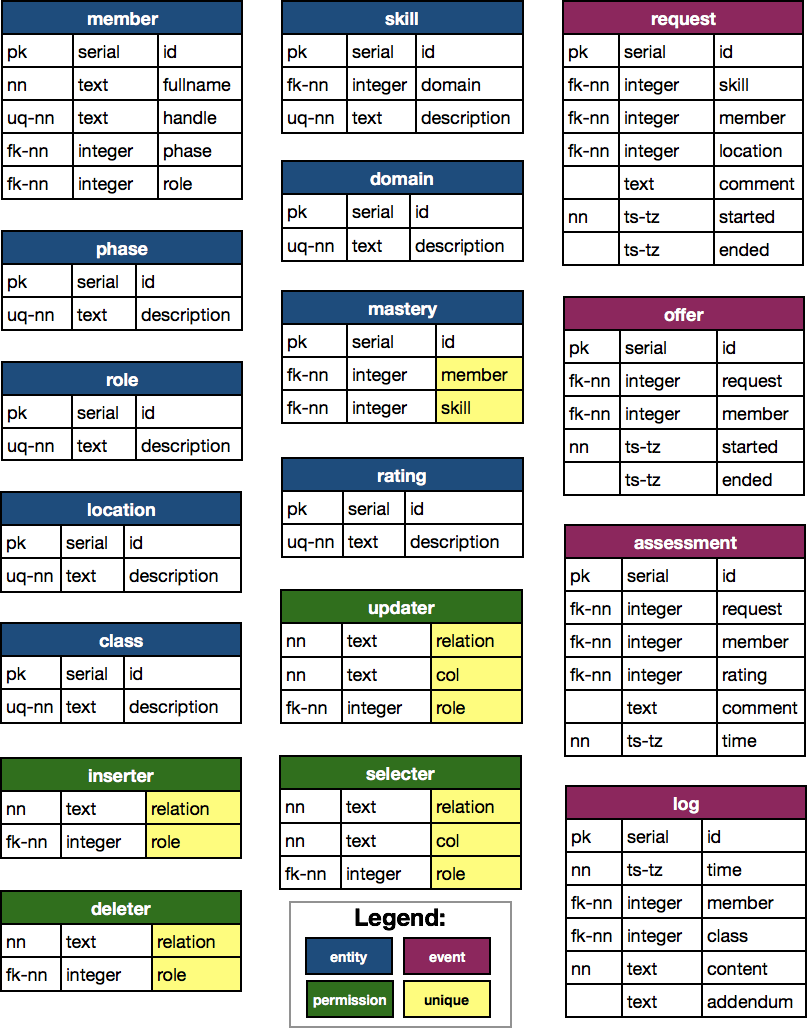 member
pk serial id
nn text fullname
uq-nn text handle
fk-nn integer phase
fk-nn integer role
phase
pk serial id
uq-nn text description
role
pk serial id
uq-nn text description
location
pk serial id
uq-nn text description
class
pk serial id
uq-nn text description
inserter
nn text relation
fk-nn integer role
deleter
nn text relation
fk-nn integer role
skill
pk serial id
fk-nn integer domain
uq-nn text description
domain
pk serial id
uq-nn text description
mastery
pk serial id
fk-nn integer member
fk-nn integer skill
rating
pk serial id
uq-nn text description
updater
nn text relation
nn text col
fk-nn integer role
selecter
nn text relation
nn text col
fk-nn integer role
Legend:
entity event
permission unique
request
pk serial id
fk-nn integer skill
fk-nn integer member
fk-nn integer location
text comment
nn ts-tz started
ts-tz ended
offer
pk serial id
fk-nn integer request
fk-nn integer member
nn ts-tz started
ts-tz ended
assessment
pk serial id
fk-nn integer request
fk-nn integer member
fk-nn integer rating
text comment
nn ts-tz time
log
pk serial id
nn ts-tz time
fk-nn integer member
fk-nn integer class
nn text content
text addendum